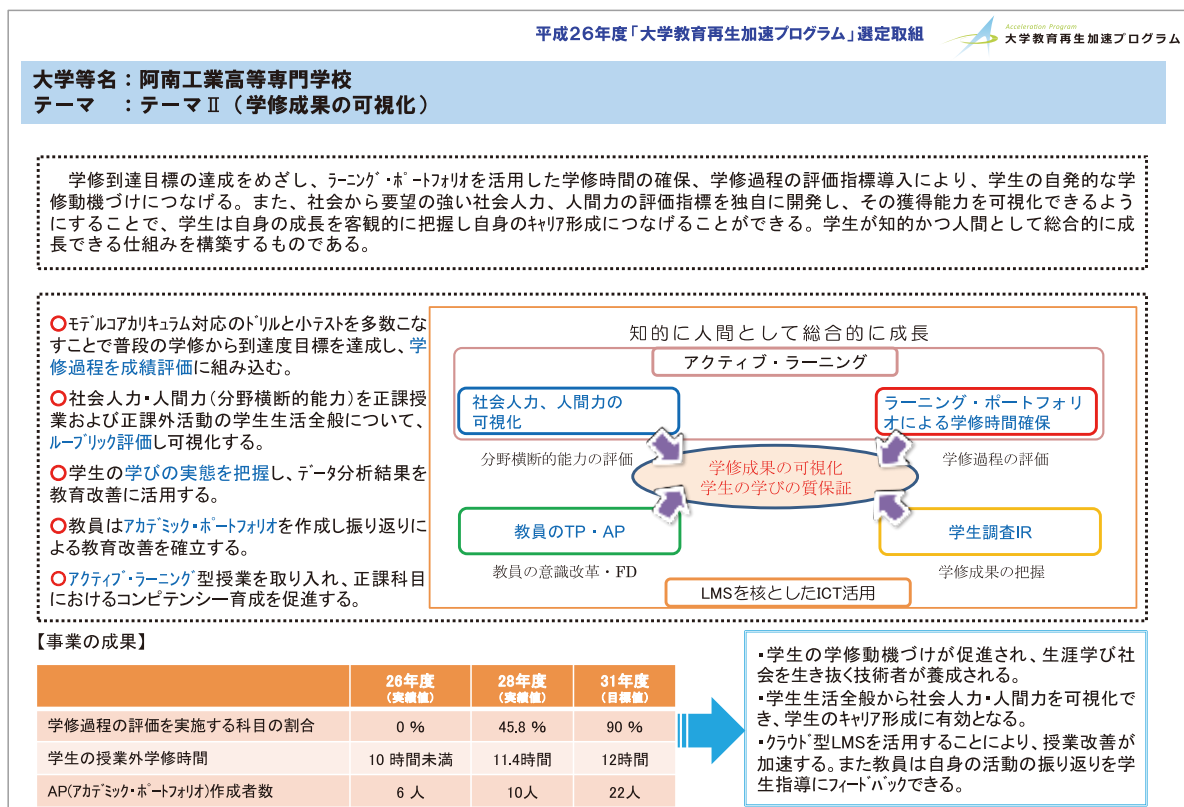 平成26年度「大学教育再生加速プログラム」選定取組
Acceleration Program
大学教育再生加速プログラム
大学等名：阿南工業高等専門学校
テーマ　：テーマⅡ（学修成果の可視化）
学修到達目標の達成をめざし、ﾗｰﾆﾝｸﾞ･ﾎﾟｰﾄﾌｫﾘｵを活用した学修時間の確保、学修過程の評価指標導入により、学生の自発的な学
修動機づけにつなげる。また、社会から要望の強い社会人力、人間力の評価指標を独自に開発し、その獲得能力を可視化できるよう
にすることで、学生は自身の成長を客観的に把握し自身のｷｬﾘｱ形成につなげることができる。学生が知的かつ人間として総合的に成
長できる仕組みを構築するものである。
○ﾓﾃﾞﾙｺｱｶﾘｷｭﾗﾑ対応のﾄﾞﾘﾙと小テストを多数こな
すことで普段の学修から到達度目標を達成し、学
修過程を成績評価に組み込む。
○社会人力･人間力(分野横断的能力)を正課授
業および正課外活動の学生生活全般について、
ﾙｰﾌﾞﾘｯｸ評価し可視化する。
○学生の学びの実態を把握し、ﾃﾞｰﾀ分析結果を
教育改善に活用する。
○教員はｱｶﾃﾞﾐｯｸ･ﾎﾟｰﾄﾌｫﾘｵを作成し振り返りに
よる教育改善を確立する。
○ｱｸﾃｨﾌﾞ･ﾗｰﾆﾝｸﾞ型授業を取り入れ、正課科目
におけるコンピテンシー育成を促進する。
知的に人間として総合的に成長
アクティブ・ラーニング
社会人力、人間力の
可視化
ラーニング・ポートフォリ
オによる学修時間確保
分野横断的能力の評価
学修過程の評価
学修成果の可視化
学生の学びの質保証
教員のTP・AP
学生調査IR
教員の意識改革・FD
学修成果の把握
LMSを核としたICT活用
【事業の成果】
26年度 28年度 31年度
(実績値) (実績値) (目標値)
学修過程の評価を実施する科目の割合 0 % 45.8 % 90 %
学生の授業外学修時間 10 時間未満 11.4時間 12時間
AP(ｱｶﾃﾞﾐｯｸ･ﾎﾟｰﾄﾌｫﾘｵ)作成者数 6 人 10人 22人
･学生の学修動機づけが促進され、生涯学び社
会を生き抜く技術者が養成される。
･学生生活全般から社会人力･人間力を可視化で
き、学生のｷｬﾘｱ形成に有効となる。
･ｸﾗｳﾄﾞ型LMSを活用することにより、授業改善が
加速する。また教員は自身の活動の振り返りを学
生指導にﾌｨｰﾄﾞﾊﾞｯｸできる。